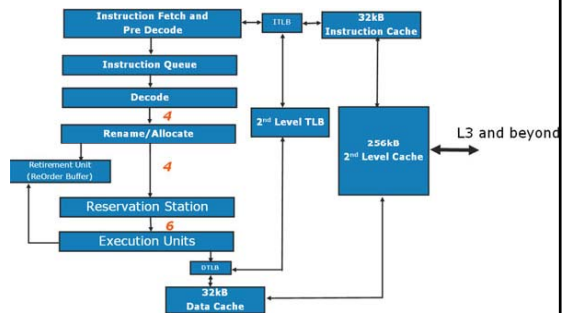 Instruction Fetch and
Pre Decode
ITLB
32kB
Instruction Cache
Instruction Queue
Decode
4
Rename/Allocate
2nd Level TLB
256kB
2nd Level Cache
L3 and beyond
4
Retirement Unit
(ReOrder Buffer)
Reservation Station
6
Execution Units
DTLB
32kB
Data Cache